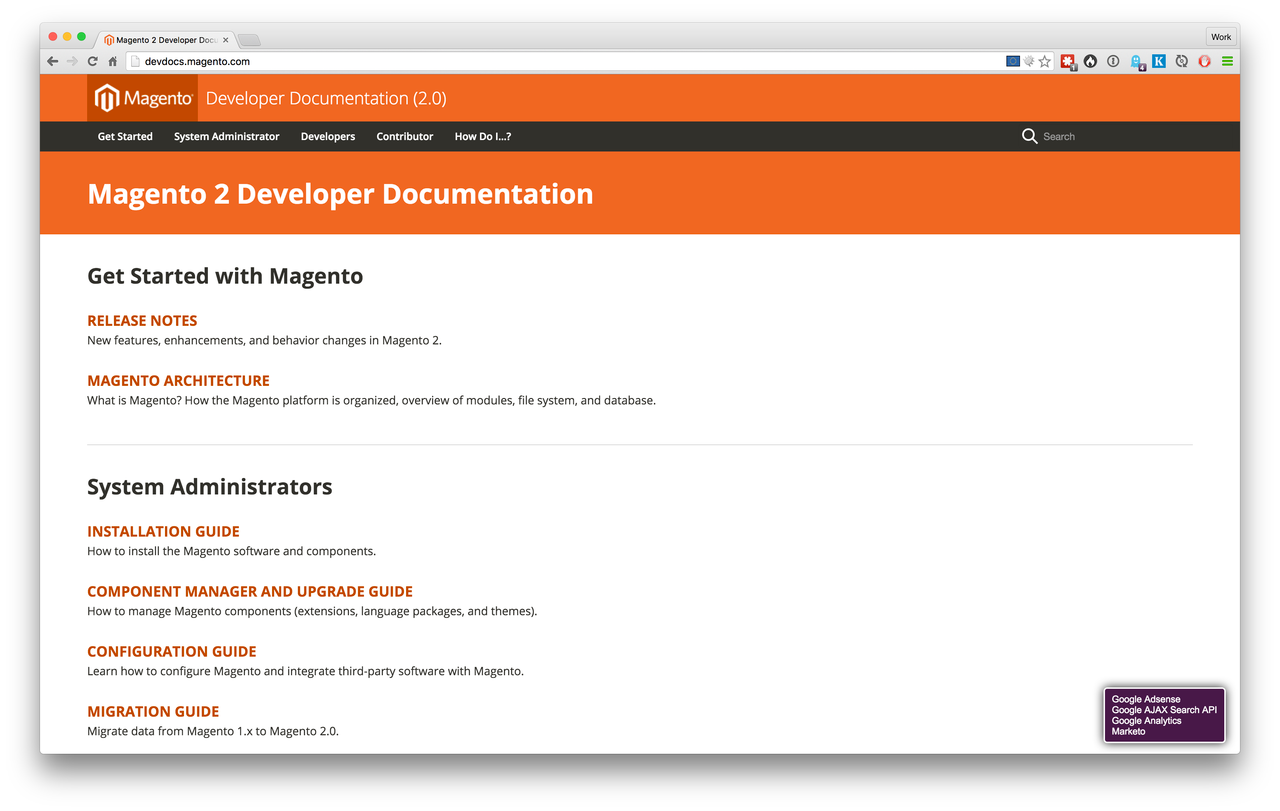 Magento 2 Developer Docu
Work
devdocs.magento.com
1
4
K
Magento
Developer Documentation (2.0)
Get Started
System Administrator
Developers
Contributor
How Do I...?
Search
Magento 2 Developer Documentation
Get Started with Magento
RELEASE NOTES
New features, enhancements, and behavior changes in Magento 2.
MAGENTO ARCHITECTURE
What is Magento? How the Magento platform is organized, overview of modules, file system, and database.
System Administrators
INSTALLATION GUIDE
How to install the Magento software and components.
COMPONENT MANAGER AND UPGRADE GUIDE
How to manage Magento components (extensions, language packages, and themes).
CONFIGURATION GUIDE
Learn how to configure Magento and integrate third-party software with Magento.
MIGRATION GUIDE
Migrate data from Magento 1.x to Magento 2.0.
Google Adsense
Google AJAX Search API
Google Analytics
Marketo